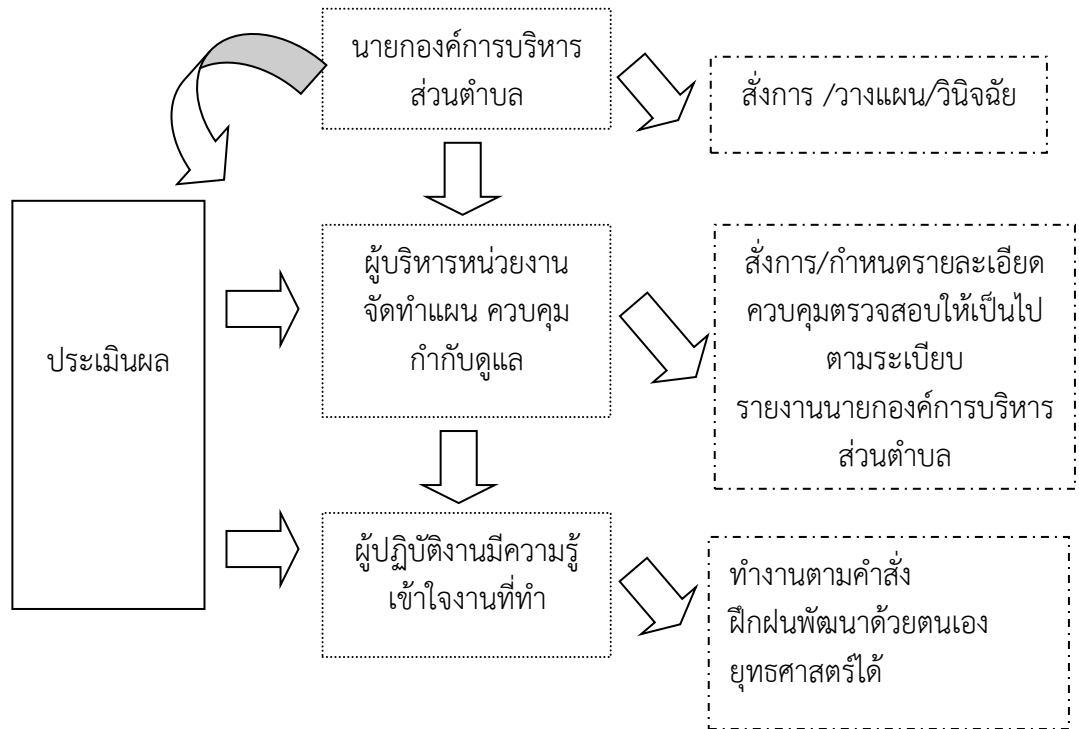 นายกองค์การบริหาร
ส่วนตำบล
สั่งการ /วางแผน/วินิจฉัย
ประเมินผล
ผู้บริหารหน่วยงาน
จัดทำแผน ควบคุม
กำกับดูแล
สั่งการ/กำหนดรายละเอียด
ควบคุมตรวจสอบให้เป็นไป
ตามระเบียบ
รายงานนายกองค์การบริหาร
ส่วนตำบล
ผู้ปฏิบัติงานมีความรู้
เข้าใจงานที่ทำ
ทำงานตามคำสั่ง
ฝึกฝนพัฒนาด้วยตนเอง
ยุทธศาสตร์ได้